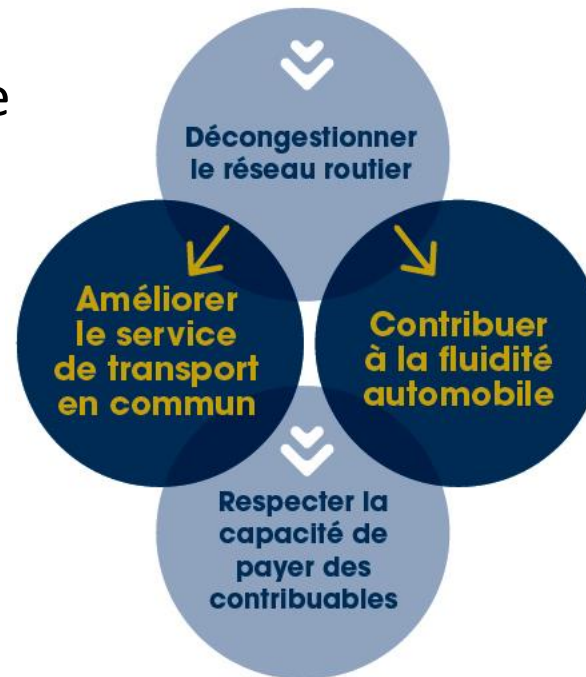 e
Décongestionner
le réseau routier
Améliorer
le service
de transport
en commun
Contribuer
à la fluidité
automobile
Respecter la
capacité de
payer des
contribuables